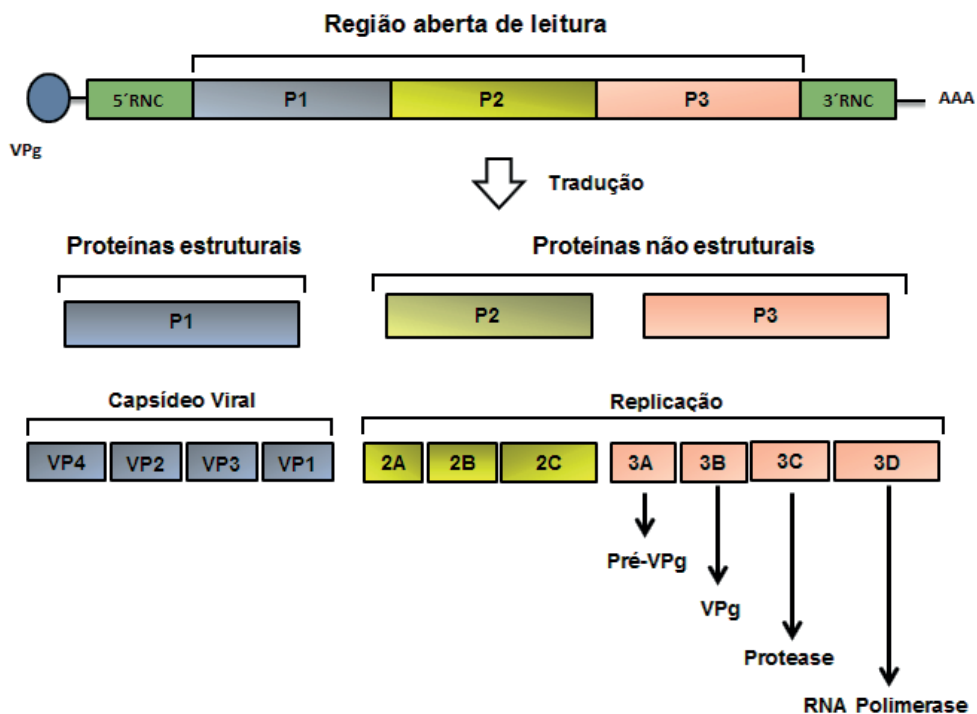 Região aberta de leitura
5´RNC P1 P2 P3 3´RNC AAA
VPg
Tradução
Proteínas estruturais Proteínas não estruturais
P1 P2 P3
Capsídeo Viral Replicação
VP4 VP2 VP3 VP1 2A 2B 2C 3A 3B 3C 3D
Pré-VPg
VPg
Protease
RNA Polimerase